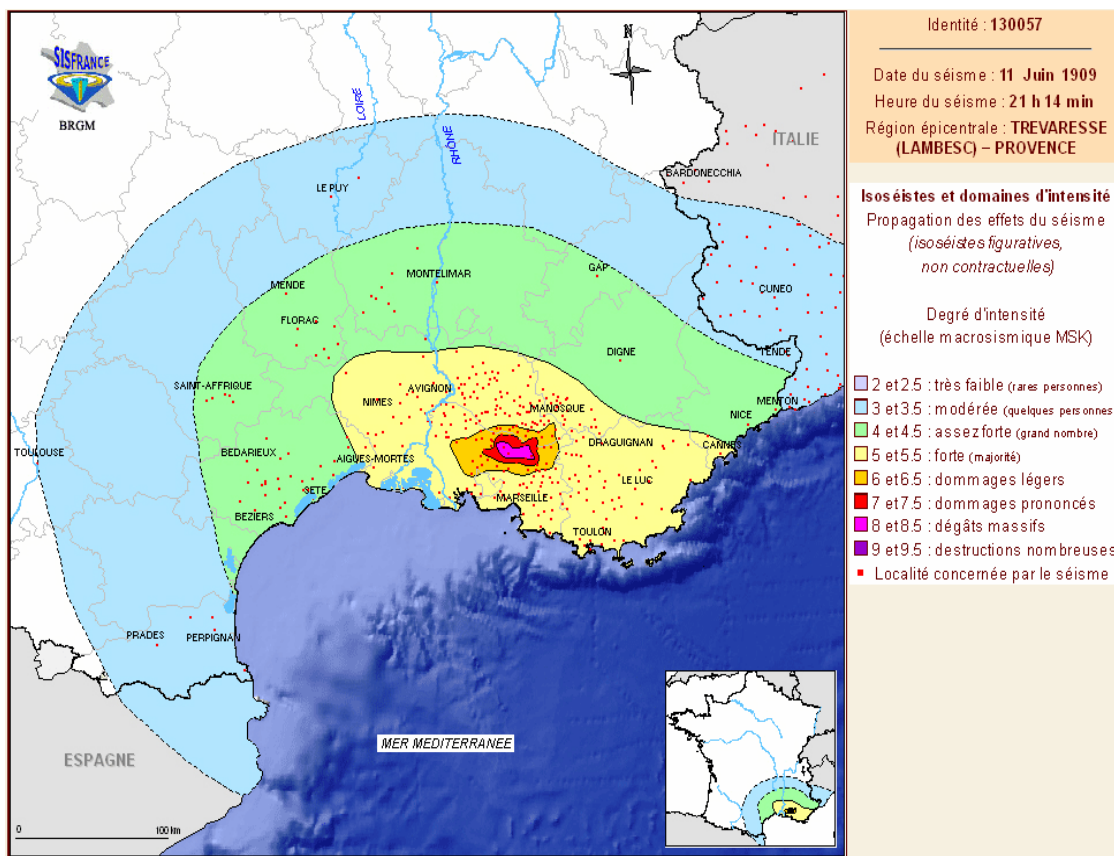 SISFRANCE
BRGM
N
LOIRE
RHÔNE
ITALIE
BARDONECCHIA
LE PUY
MONTELIMAR
GAP
MENDE
CUNEO
FLORAC
DIGNE
TENDE
SAINT-AFFRIQUE
AVIGNON
NIMES
MANOSQUE
MENTON
NICE
DRAGUIGNAN
CANNES
TOULOUSE
BEDARIEUX
AIGUES-MORTES
LE LUC
SETE
MARSEILLE
BEZIERS
TOULON
PRADES
PERPIGNAN
MER MEDITERRANEE
ESPAGNE
0
100 km
Identité : 130057
Date du séisme : 11 Juin 1909
Heure du séisme : 21 h 14 min
Région épicentrale : TREVARESSE
(LAMBESC) – PROVENCE
Isoséistes et domaines d'intensité
Propagation des effets du séisme
(isoséistes figuratives,
non contractuelles)
Degré d'intensité
(échelle macrosismique MSK)
2 et 2.5 : très faible (rares personnes)
3 et 3.5 : modérée (quelques personnes)
4 et 4.5 : assez forte (grand nombre)
5 et 5.5 : forte (majorité)
6 et 6.5 : dommages légers
7 et 7.5 : dommages prononcés
8 et 8.5 : dégâts massifs
9 et 9.5 : destructions nombreuses
Localité concernée par le séisme